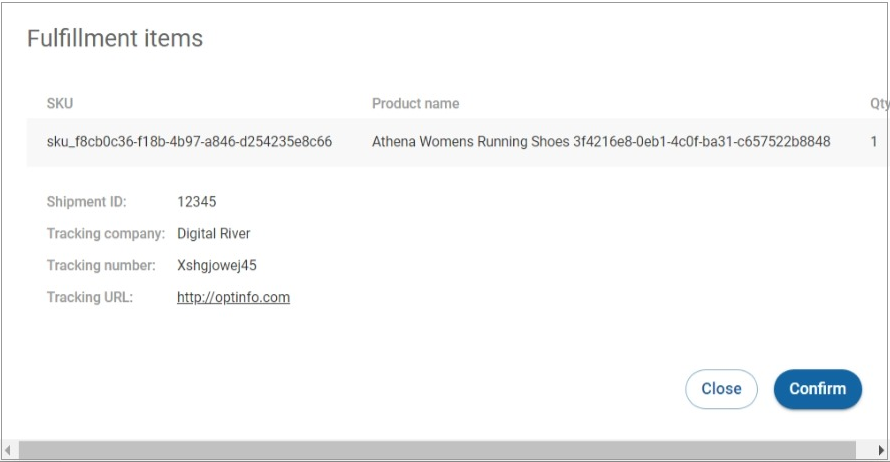 Fulfillment items
SKU Product name Qty
sku_f8cb0c36-f18b-4b97-a846-d254235e8c66 Athena Womens Running Shoes 3f4216e8-0eb1-4c0f-ba31-c657522b8848 1
Shipment ID: 12345
Tracking company: Digital River
Tracking number: Xshgjowej45
Tracking URL: http://optinfo.com
Close Confirm